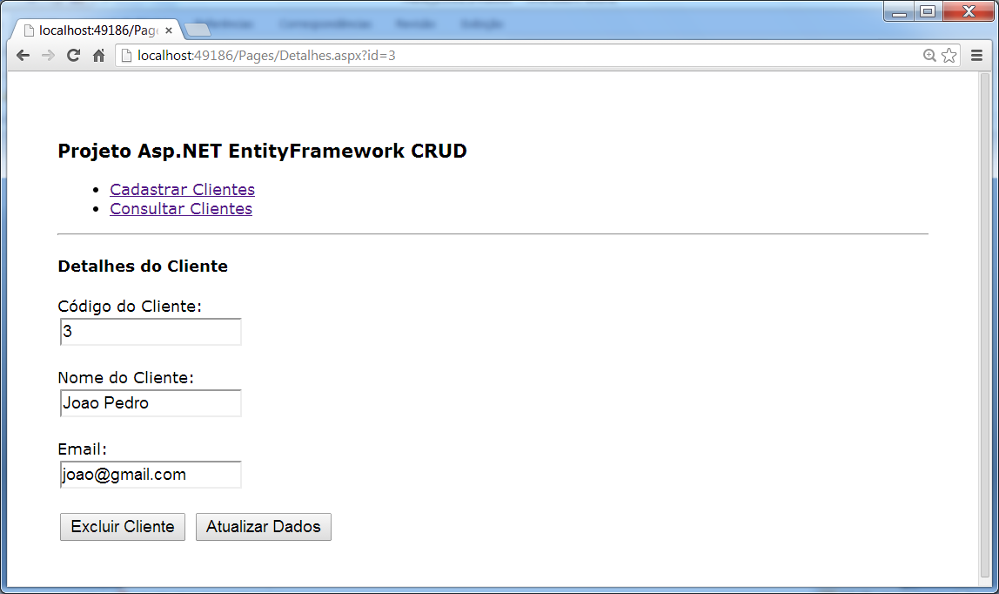 localhost:49186/Page
localhost:49186/Pages/Detalhes.aspx?id=3
Projeto Asp.NET EntityFramework CRUD
Cadastrar Clientes
Consultar Clientes
Detalhes do Cliente
Código do Cliente:
3
Nome do Cliente:
Joao Pedro
Email:
joao@gmail.com
Excluir Cliente Atualizar Dados